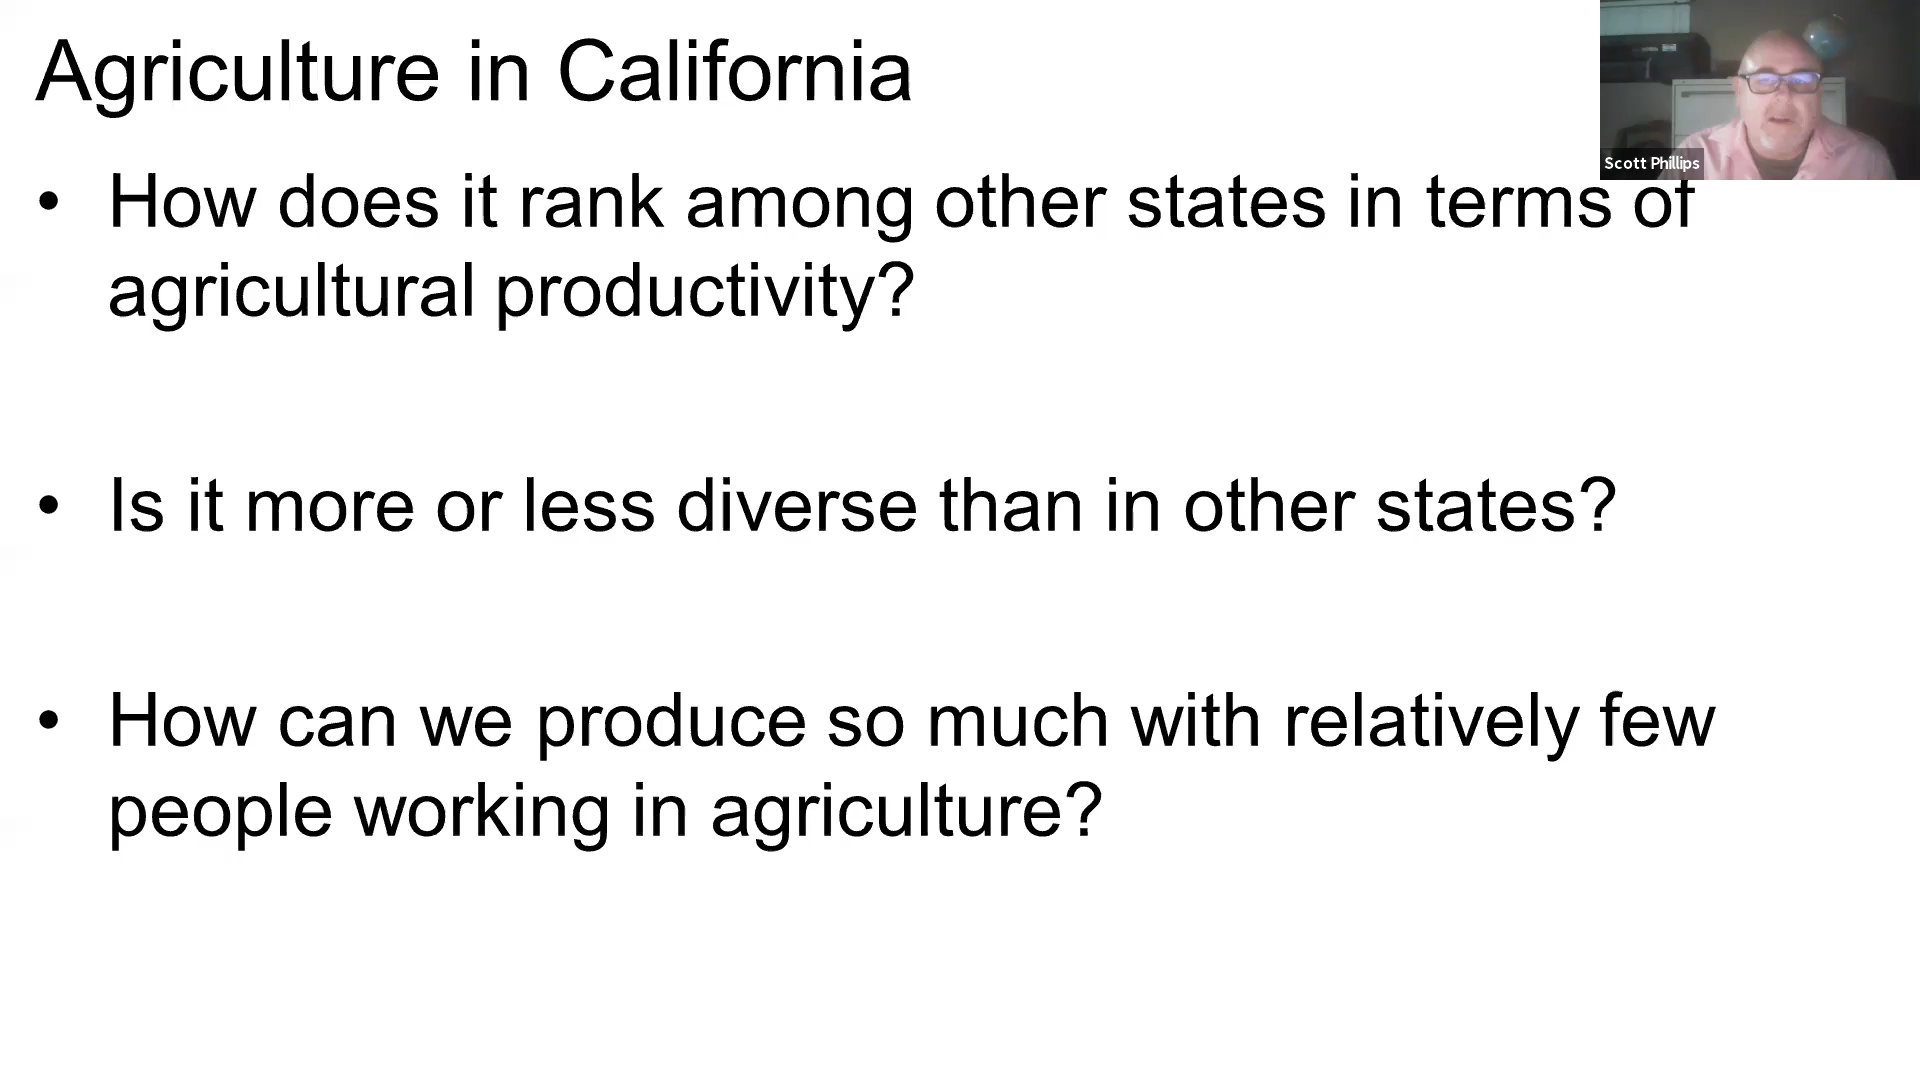 Agriculture in California
Scott Phillips
• How does it rank among other states in terms of
agricultural productivity?
• Is it more or less diverse than in other states?
• How can we produce so much with relatively few
people working in agriculture?